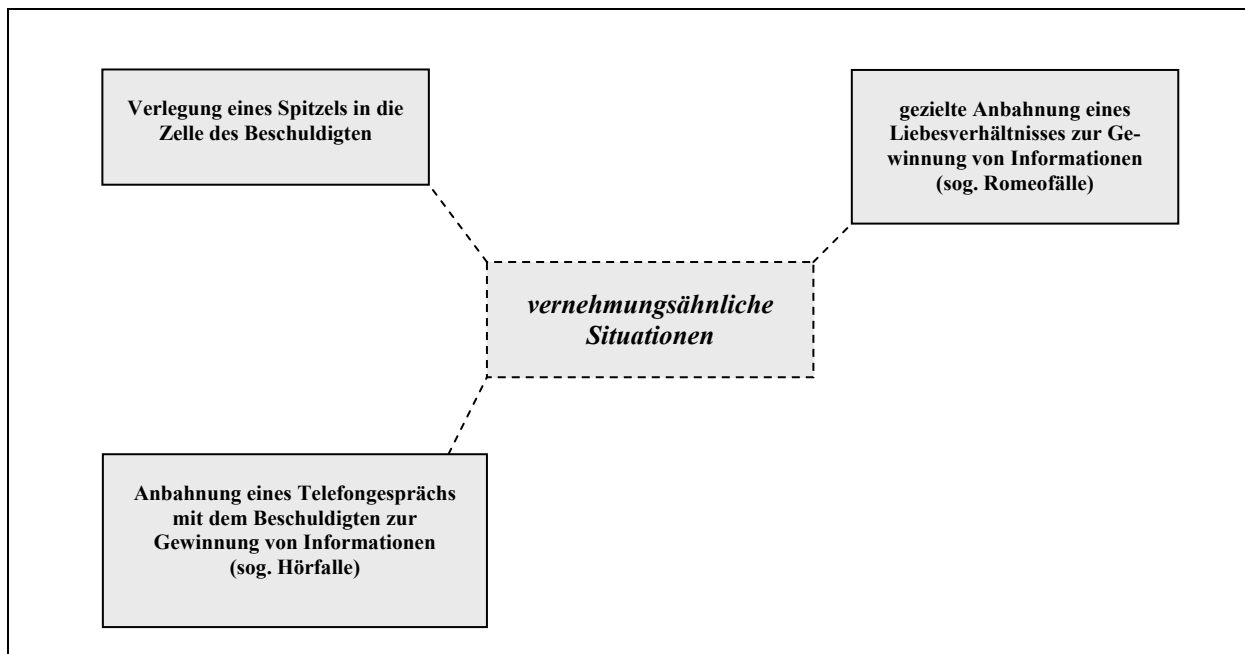 Verlegung eines Spitzels in die
Zelle des Beschuldigten
gezielte Anbahnung eines
Liebesverhältnisses zur Ge-
winnung von Informationen
(sog. Romeofälle)
vernehmungsähnliche
Situationen
Anbahnung eines Telefongesprächs
mit dem Beschuldigten zur
Gewinnung von Informationen
(sog. Hörfalle)